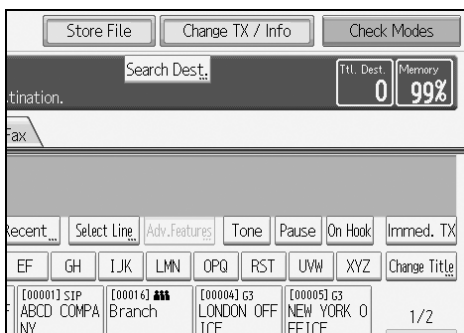 Store File Change TX / Info Check Modes
Search Dest. Ttl. Dest. Memory
tination. 0 99%
Fax
Recent Select Line Adv.Features Tone Pause On Hook Immed. TX
EF GH IJK LMN OPQ RST UVW XYZ Change Title
[00001] SIP [00016] [00004] G3 [00005] G3
ABCD COMPA Branch LONDON OFF NEW YORK O 1/2
NY ICE FFICE